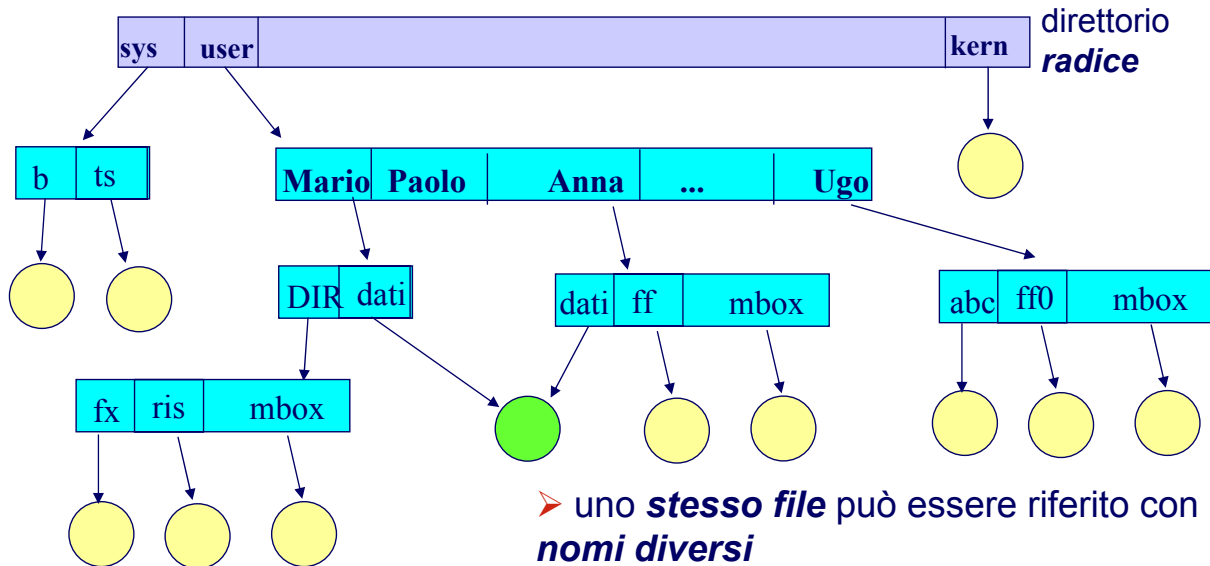 direttorio
radice
sys user kern
b ts
Mario Paolo Anna ... Ugo
DIR dati
dati ff mbox
abc ff0 mbox
fx ris mbox
➢ uno stesso file può essere riferito con
nomi diversi